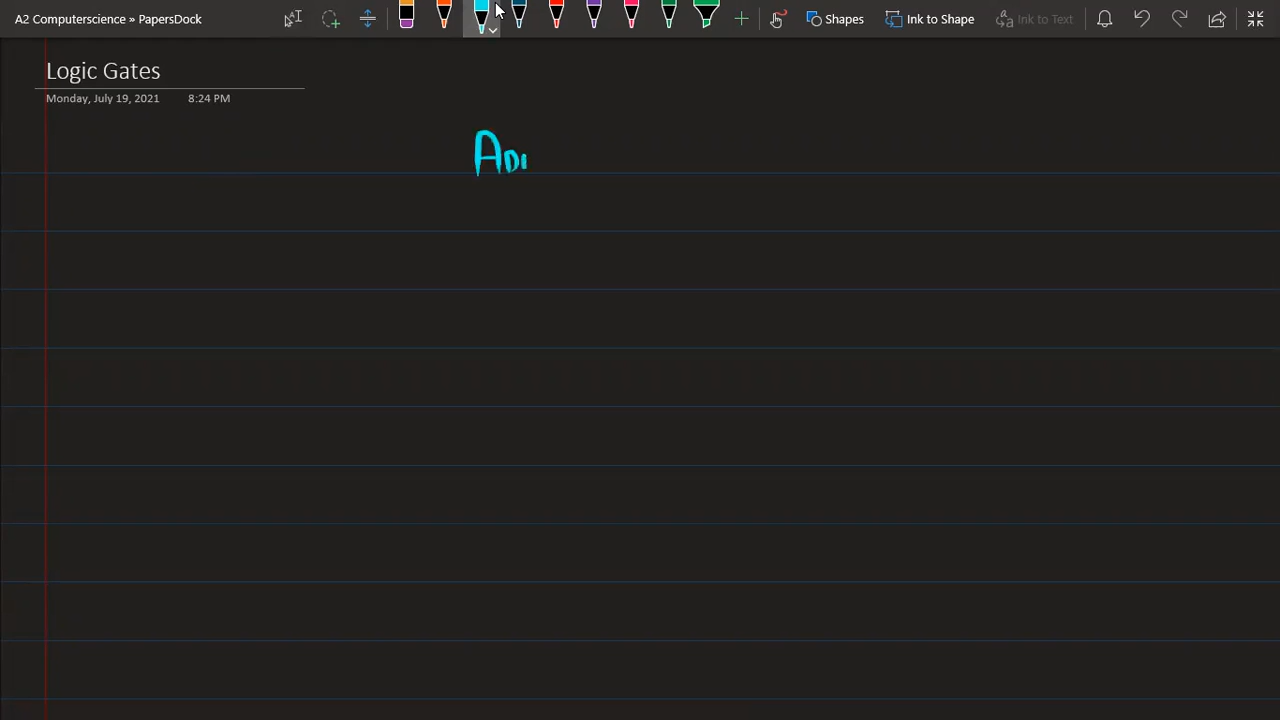 A2 Computerscience » PapersDock
Shapes
Ink to Shape
Ink to Text
Logic Gates
Monday, July 19, 2021 8:24 PM